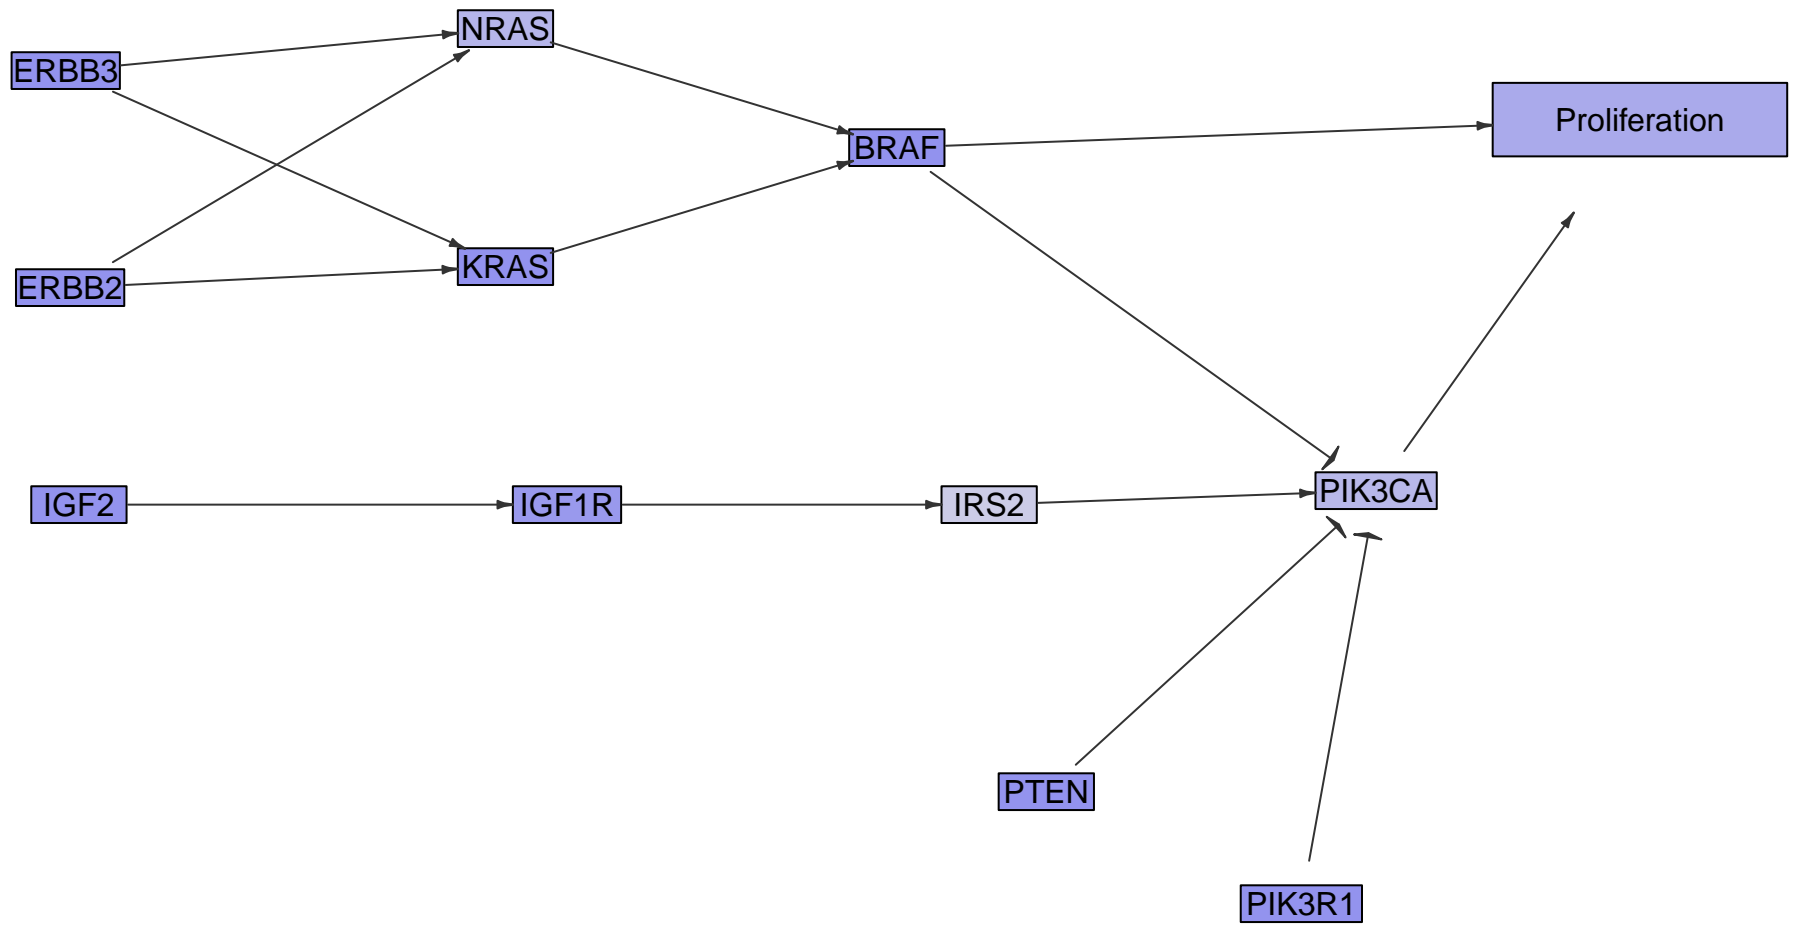 NRAS
ERBB3
Proliferation
BRAF
KRAS
ERBB2
PIK3CA
IGF2
IGF1R
IRS2
PTEN
PIK3R1